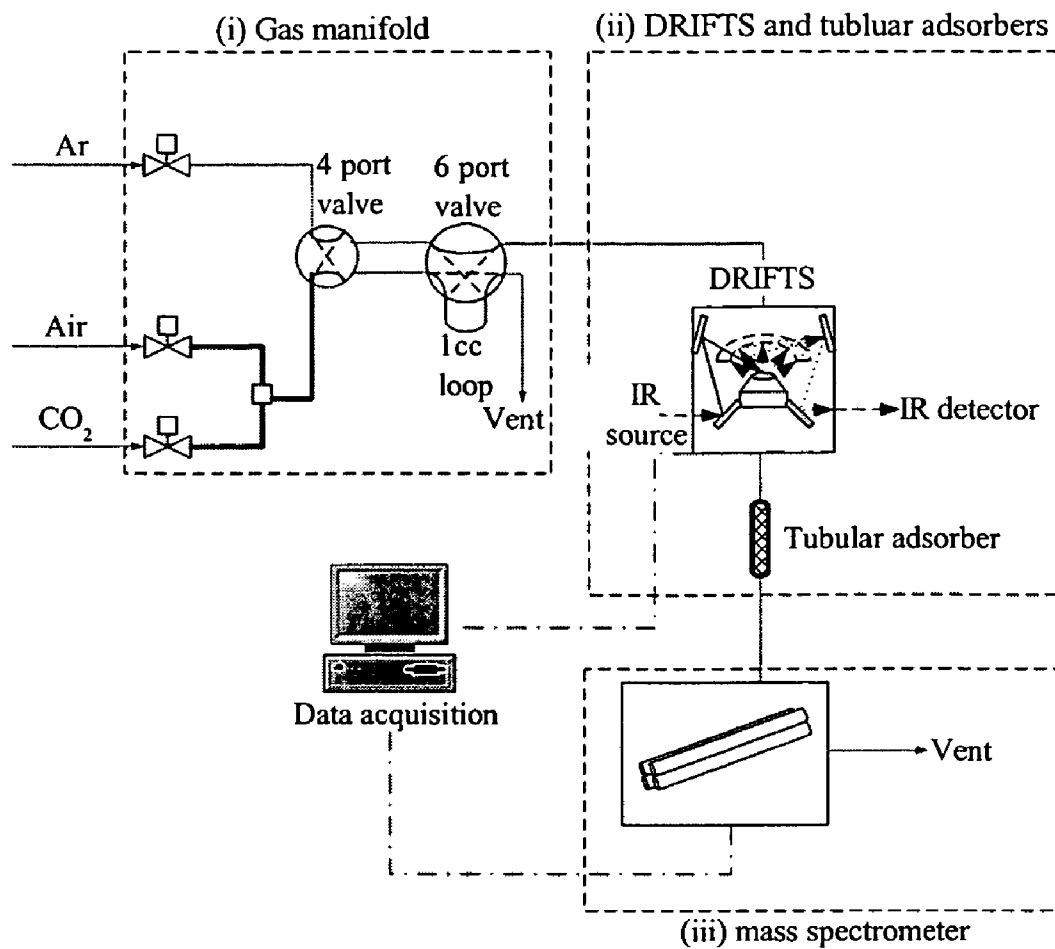 (i) Gas manifold
(ii) DRIFTS and tubluar adsorbers
Ar
4 port
valve
6 port
valve
Air
CO₂
1cc
loop
Vent
DRIFTS
IR
source
IR detector
Tubular adsorber
Data acquisition
Vent
(iii) mass spectrometer